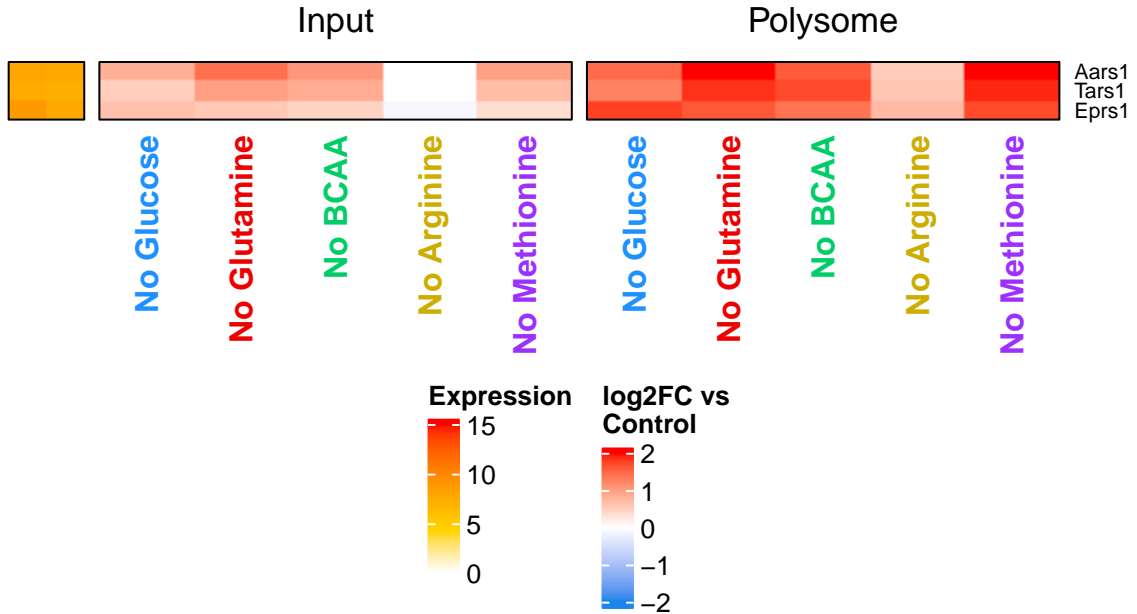 Input
Polysome
Aars1
Tars1
Eprs1
No Glucose
No Glutamine
No BCAA
No Arginine
No Methionine
No Glucose
No Glutamine
No BCAA
No Arginine
No Methionine
Expression
15
10
5
0
log2FC vs
Control
2
1
0
−1
−2